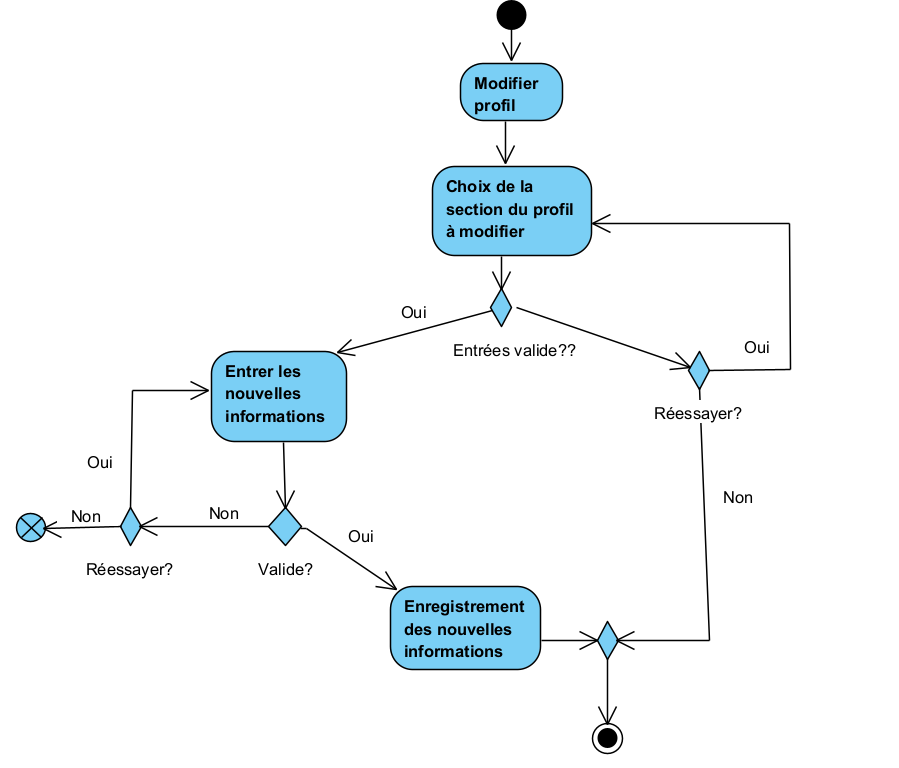 Modifier
profil
Choix de la
section du profil
à modifier
Oui
Entrées valide??
Oui
Entrer les
nouvelles
informations
Réessayer?
Oui
Non
Non
Non
Oui
Réessayer?
Valide?
Enregistrement
des nouvelles
informations